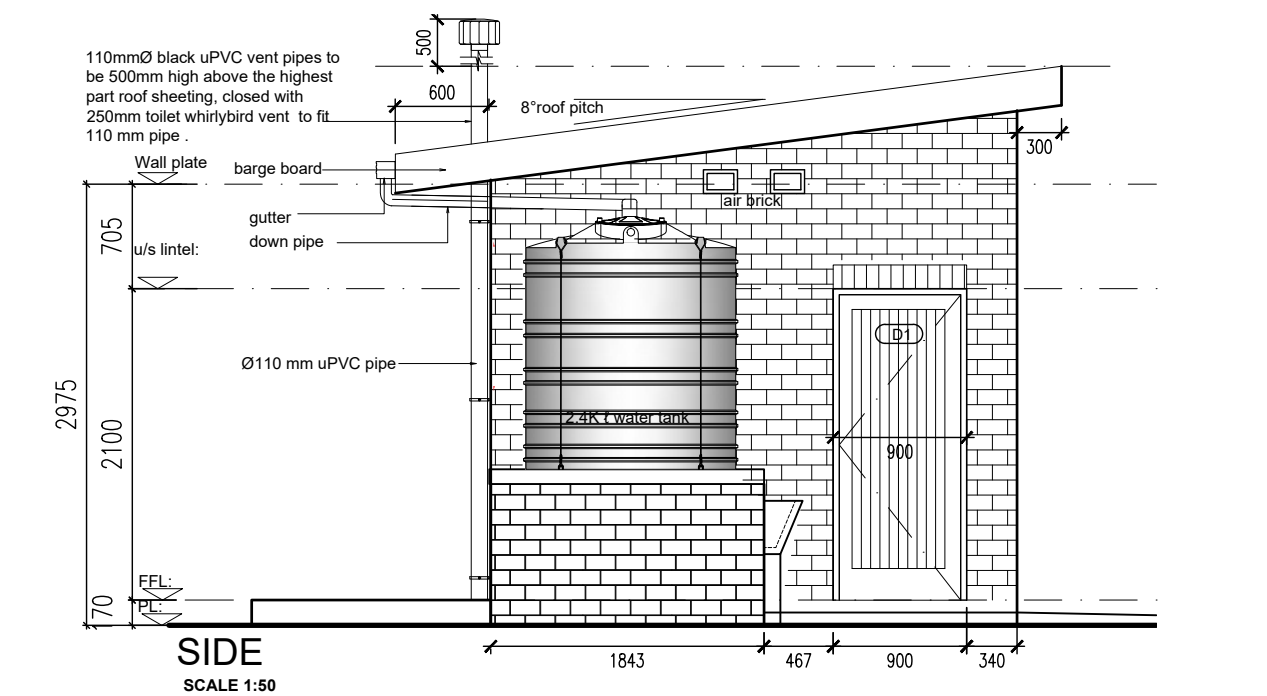 110mmØ black uPVC vent pipes to
be 500mm high above the highest
part roof sheeting, closed with
250mm toilet whirlybird vent  to fit
110 mm pipe .
500
600
8°roof pitch
300
Wall plate
barge board
air brick
gutter
down pipe
705
u/s lintel:
D1
Ø110 mm uPVC pipe
2975
2100
2.4K ℓ water tank
900
FFL:
PL:
70
SIDE
SCALE 1:50
1843
467
900
340